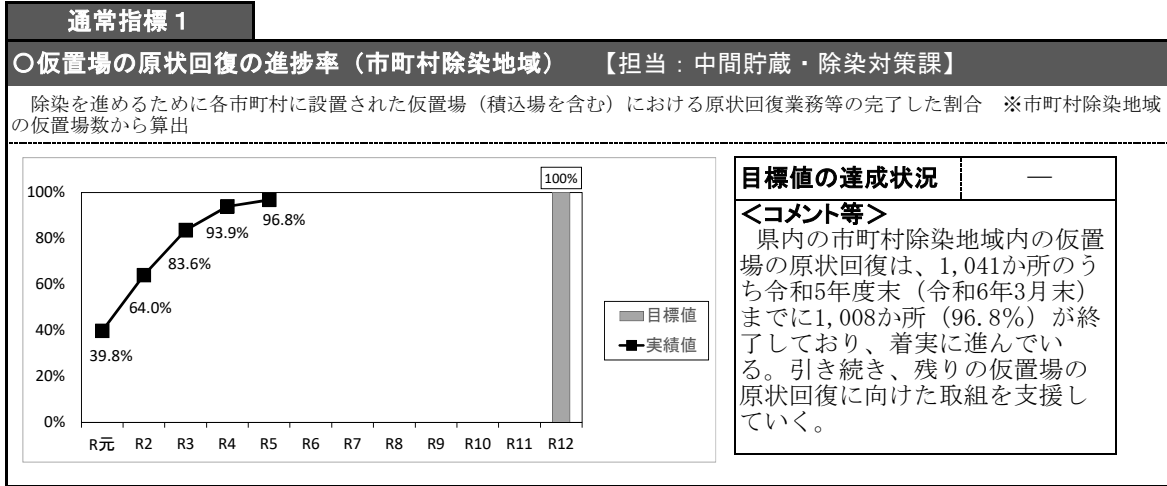 通常指標1
○仮置場の原状回復の進捗率（市町村除染地域）　【担当：中間貯蔵・除染対策課】
除染を進めるために各市町村に設置された仮置場（積込場を含む）における原状回復業務等の完了した割合　※市町村除染地域
の仮置場数から算出
100%
80%
60%
40%
20%
0%
39.8%
64.0%
83.6%
93.9%
96.8%
100%
R元 R2 R3 R4 R5 R6 R7 R8 R9 R10 R11 R12
目標値
実績値
目標値の達成状況　―
＜コメント等＞
県内の市町村除染地域内の仮置
場の原状回復は、1,041か所のう
ち令和5年度末（令和6年3月末）
までに1,008か所（96.8％）が終
了しており、着実に進んでい
る。引き続き、残りの仮置場の
原状回復に向けた取組を支援し
ていく。